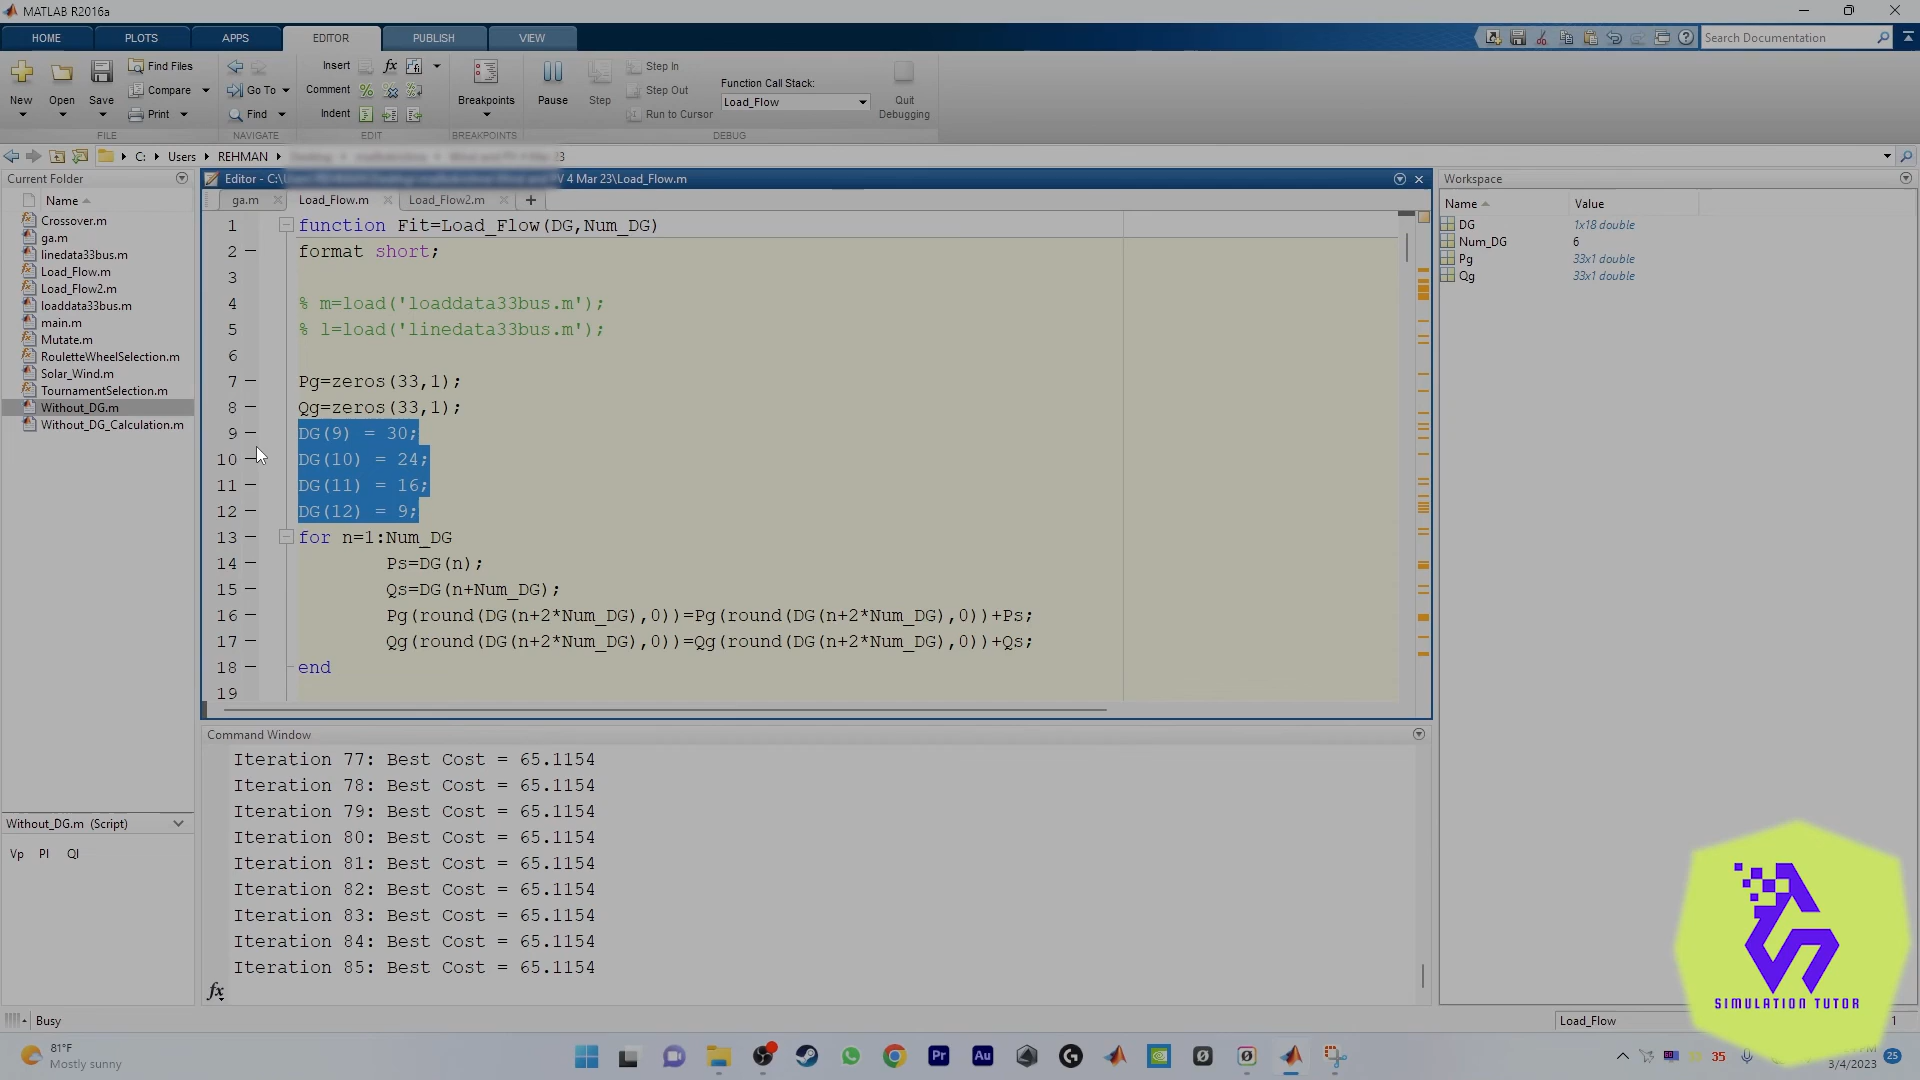 MATLAB R2016a
HOME PLOTS APPS EDITOR PUBLISH VIEW
Search Documentation
New Open Save
Find Files
Compare
Print
FILE
Go To
Find
NAVIGATE
Insert fx
Comment
Indent
EDIT
Breakpoints
BREAKPOINTS
Pause
Step
Step In
Step Out
Run to Cursor
Function Call Stack:
Load_Flow
Quit Debugging
DEBUG
C: Users REHMAN
Current Folder
Name
Crossover.m
ga.m
linedata33bus.m
Load_Flow.m
Load_Flow2.m
loaddata33bus.m
main.m
Mutate.m
RouletteWheelSelection.m
Solar_Wind.m
TournamentSelection.m
Without_DG.m
Without_DG_Calculation.m
Without_DG.m (Script)
Vp Pl Ql
Editor - C:\ V 4 Mar 23\Load_Flow.m
ga.m Load_Flow.m Load_Flow2.m
1 function Fit=Load_Flow(DG,Num_DG)
2 format short;
3
4 % m=load('loaddata33bus.m');
5 % l=load('linedata33bus.m');
6
7 Pg=zeros(33,1);
8 Qg=zeros(33,1);
9 DG(9) = 30;
10 DG(10) = 24;
11 DG(11) = 16;
12 DG(12) = 9;
13 for n=1:Num_DG
14 Ps=DG(n);
15 Qs=DG(n+Num_DG);
16 Pg(round(DG(n+2*Num_DG),0))=Pg(round(DG(n+2*Num_DG),0))+Ps;
17 Qg(round(DG(n+2*Num_DG),0))=Qg(round(DG(n+2*Num_DG),0))+Qs;
18 end
19
Command Window
Iteration 77: Best Cost = 65.1154
Iteration 78: Best Cost = 65.1154
Iteration 79: Best Cost = 65.1154
Iteration 80: Best Cost = 65.1154
Iteration 81: Best Cost = 65.1154
Iteration 82: Best Cost = 65.1154
Iteration 83: Best Cost = 65.1154
Iteration 84: Best Cost = 65.1154
Iteration 85: Best Cost = 65.1154
fx
Workspace
Name Value
DG 1x18 double
Num_DG 6
Pg 33x1 double
Qg 33x1 double
SIMULATION TUTOR
Busy
Load_Flow
1
81°F
Mostly sunny
Pr
Au
35
3/4/2023
25